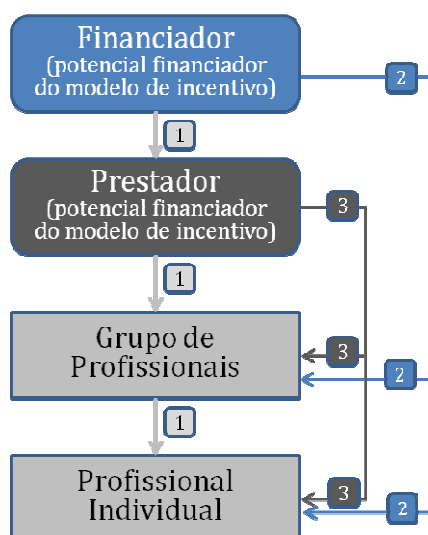 Financiador
(potencial financiador
do modelo de incentivo)
2
1
Prestador
(potencial financiador
do modelo de incentivo)
3
1
Grupo de
Profissionais
3
2
1
Profissional
Individual
3
2